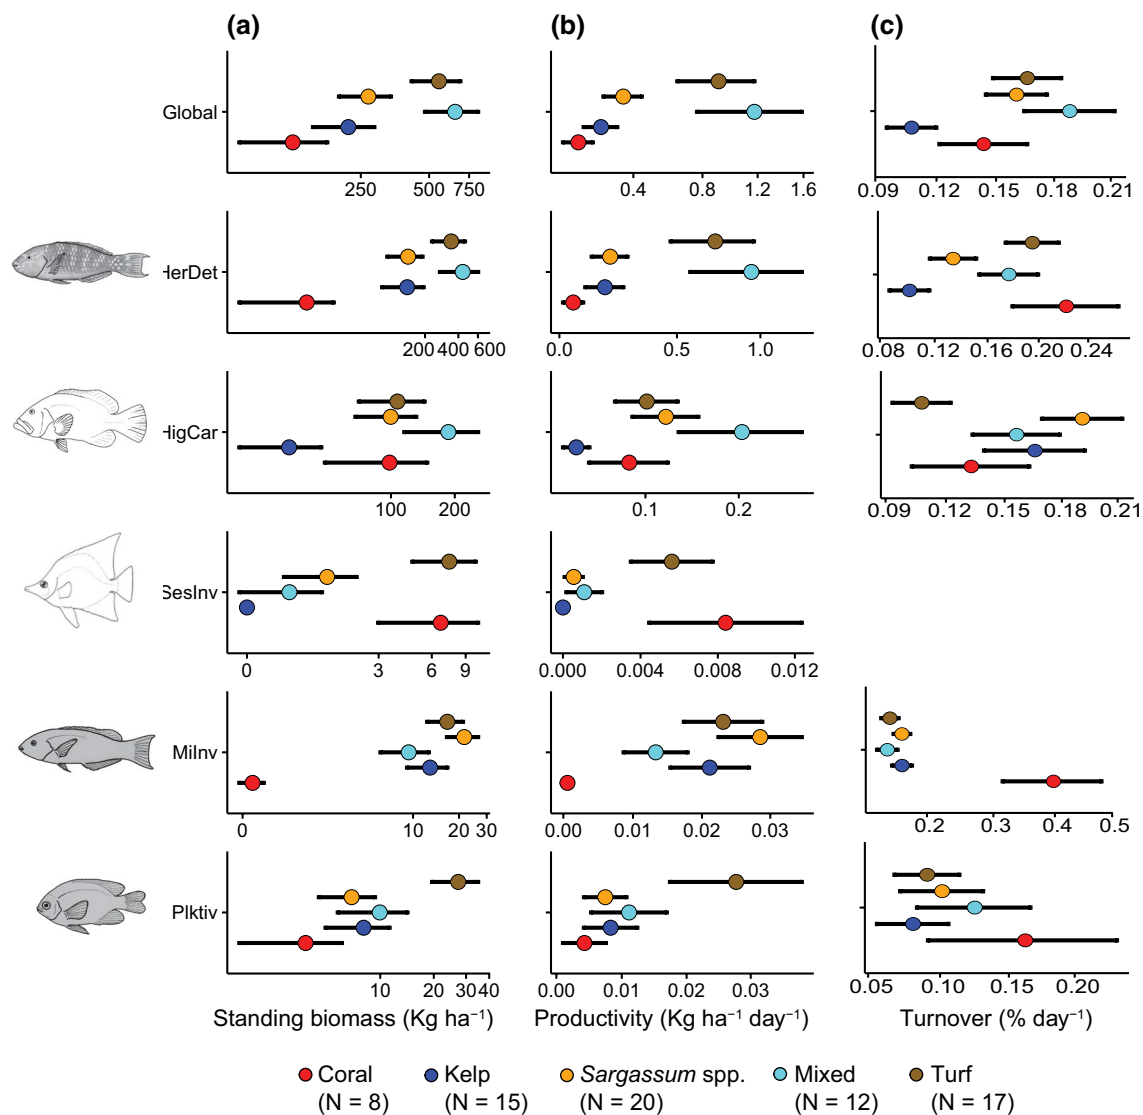 (a) (b) (c)
Global
250 500 750
0.4 0.8 1.2 1.6
0.09 0.12 0.15 0.18 0.21
HerDet
200 400 600
0.0 0.5 1.0
0.08 0.12 0.16 0.20 0.24
HigCar
100 200
0.1 0.2
0.09 0.12 0.15 0.18 0.21
SesInv
0 3 6 9
0.000 0.004 0.008 0.012
MiInv
0 10 20 30
0.00 0.01 0.02 0.03
0.2 0.3 0.4 0.5
Plktiv
10 20 30 40
0.00 0.01 0.02 0.03
0.05 0.10 0.15 0.20
Standing biomass (Kg ha⁻¹) Productivity (Kg ha⁻¹ day⁻¹) Turnover (% day⁻¹)
Coral Kelp Sargassum spp. Mixed Turf
(N = 8) (N = 15) (N = 20) (N = 12) (N = 17)